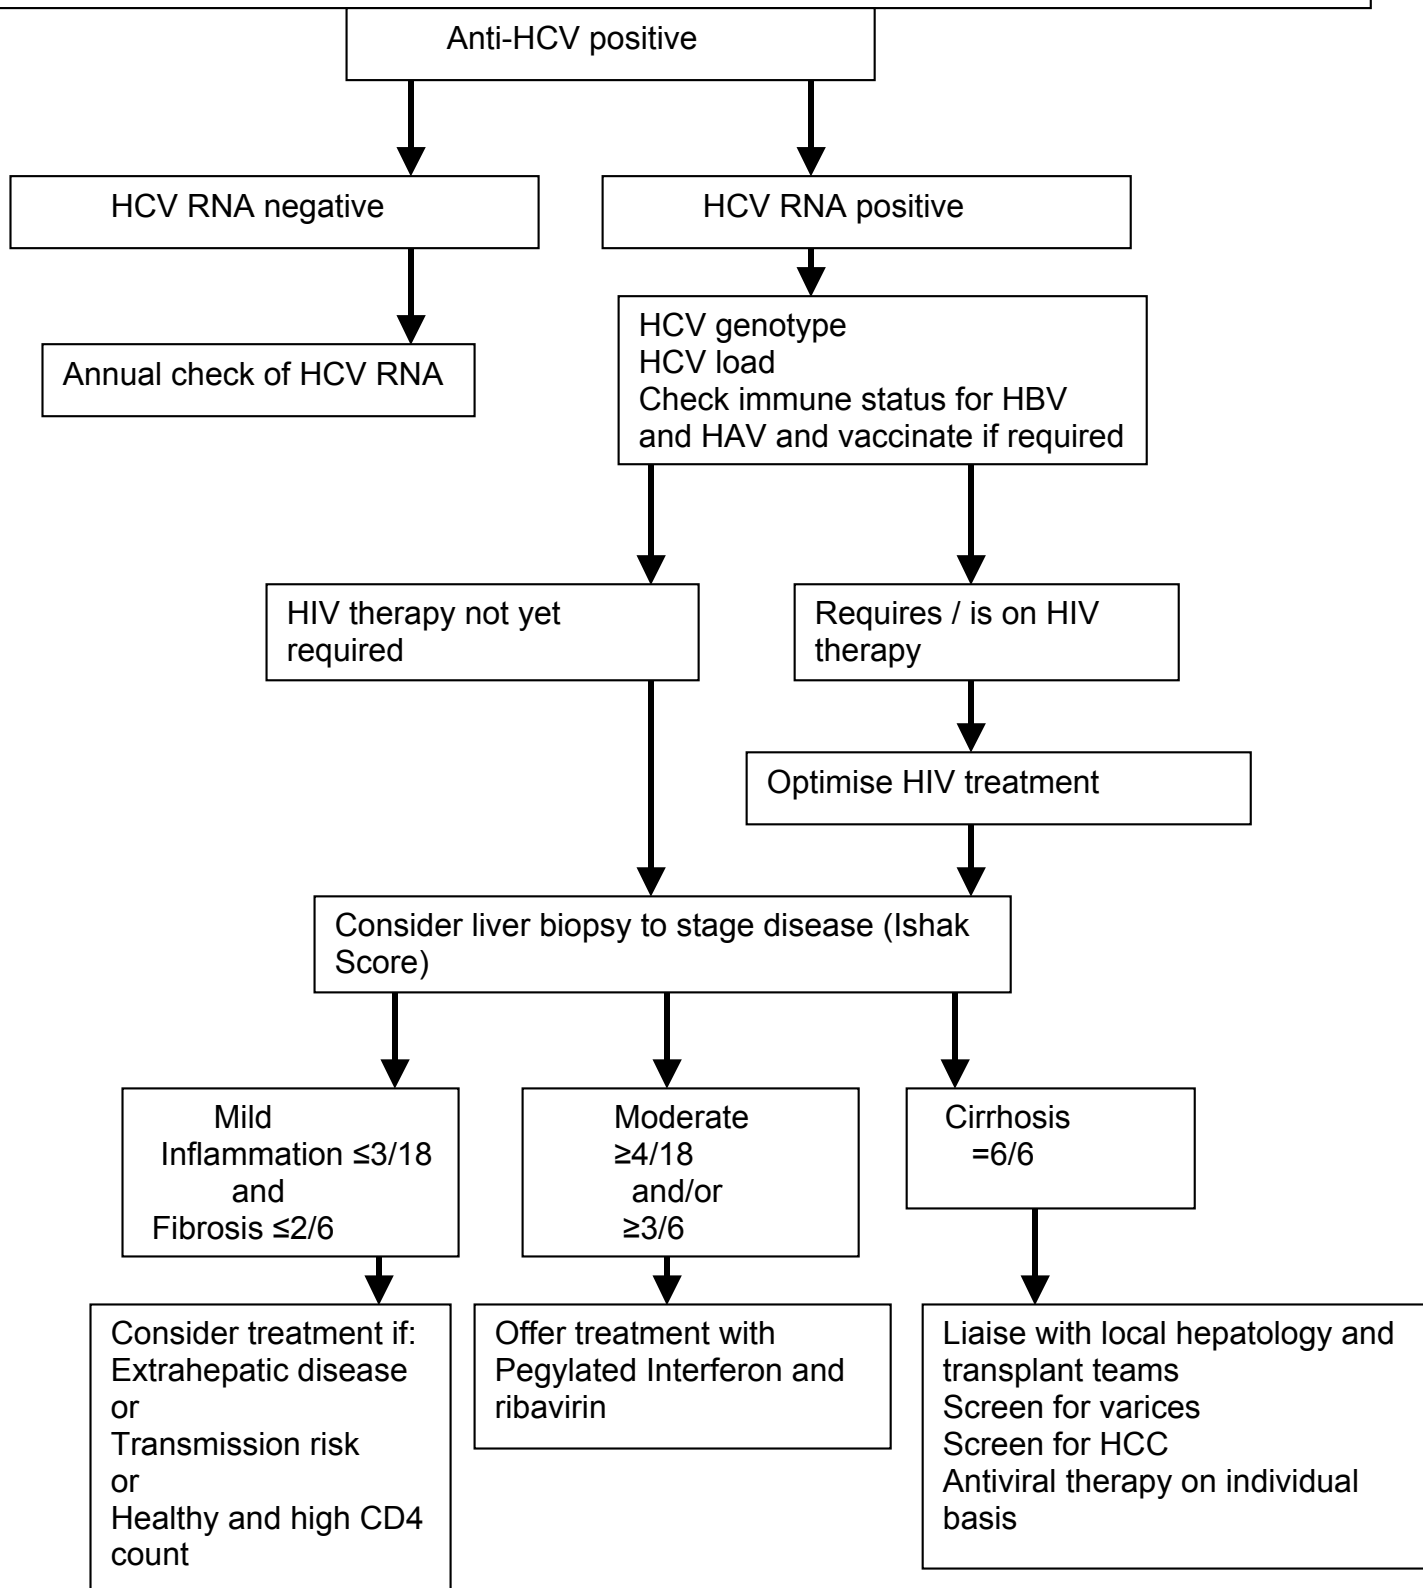 Anti-HCV positive
HCV RNA negative
HCV RNA positive
Annual check of HCV RNA
HCV genotype
HCV load
Check immune status for HBV
and HAV and vaccinate if required
HIV therapy not yet
required
Requires / is on HIV
therapy
Optimise HIV treatment
Consider liver biopsy to stage disease (Ishak
Score)
Mild
Inflammation ≤3/18
and
Fibrosis ≤2/6
Moderate
≥4/18
and/or
≥3/6
Cirrhosis
=6/6
Consider treatment if:
Extrahepatic disease
or
Transmission risk
or
Healthy and high CD4
count
Offer treatment with
Pegylated Interferon and
ribavirin
Liaise with local hepatology and
transplant teams
Screen for varices
Screen for HCC
Antiviral therapy on individual
basis